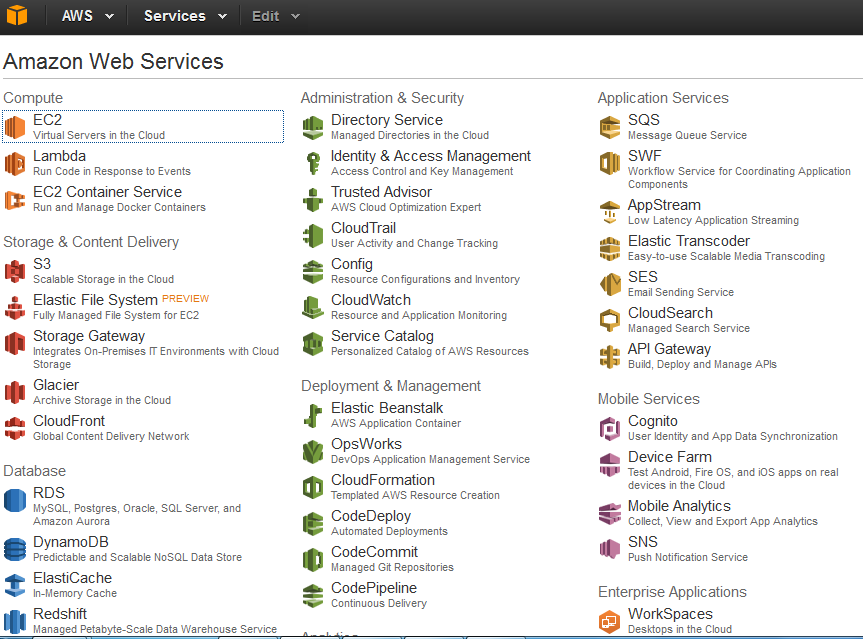 AWS Services Edit
Amazon Web Services
Compute
EC2
Virtual Servers in the Cloud
Lambda
Run Code in Response to Events
EC2 Container Service
Run and Manage Docker Containers
Storage & Content Delivery
S3
Scalable Storage in the Cloud
Elastic File System PREVIEW
Fully Managed File System for EC2
Storage Gateway
Integrates On-Premises IT Environments with Cloud
Storage
Glacier
Archive Storage in the Cloud
CloudFront
Global Content Delivery Network
Database
RDS
MySQL, Postgres, Oracle, SQL Server, and
Amazon Aurora
DynamoDB
Predictable and Scalable NoSQL Data Store
ElastiCache
In-Memory Cache
Redshift
Managed Petabyte-Scale Data Warehouse Service
Administration & Security
Directory Service
Managed Directories in the Cloud
Identity & Access Management
Access Control and Key Management
Trusted Advisor
AWS Cloud Optimization Expert
CloudTrail
User Activity and Change Tracking
Config
Resource Configurations and Inventory
CloudWatch
Resource and Application Monitoring
Service Catalog
Personalized Catalog of AWS Resources
Deployment & Management
Elastic Beanstalk
AWS Application Container
OpsWorks
DevOps Application Management Service
CloudFormation
Templated AWS Resource Creation
CodeDeploy
Automated Deployments
CodeCommit
Managed Git Repositories
CodePipeline
Continuous Delivery
Analytics
Application Services
SQS
Message Queue Service
SWF
Workflow Service for Coordinating Application
Components
AppStream
Low Latency Application Streaming
Elastic Transcoder
Easy-to-use Scalable Media Transcoding
SES
Email Sending Service
CloudSearch
Managed Search Service
API Gateway
Build, Deploy and Manage APIs
Mobile Services
Cognito
User Identity and App Data Synchronization
Device Farm
Test Android, Fire OS, and iOS apps on real
devices in the Cloud
Mobile Analytics
Collect, View and Export App Analytics
SNS
Push Notification Service
Enterprise Applications
WorkSpaces
Desktops in the Cloud